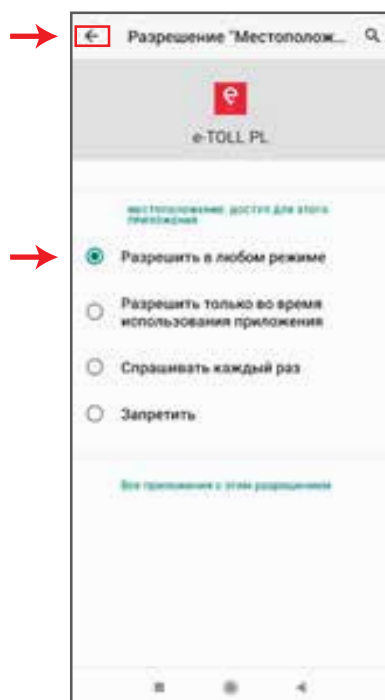 Разрешение "Местополож...
e
e-TOLL PL
МЕСТОПОЛОЖЕНИЕ: ДОСТУП ДЛЯ ЭТОГО
ПРИЛОЖЕНИЯ
Разрешить в любом режиме
Разрешить только во время
использования приложения
Спрашивать каждый раз
Запретить
Все приложения с этим разрешением